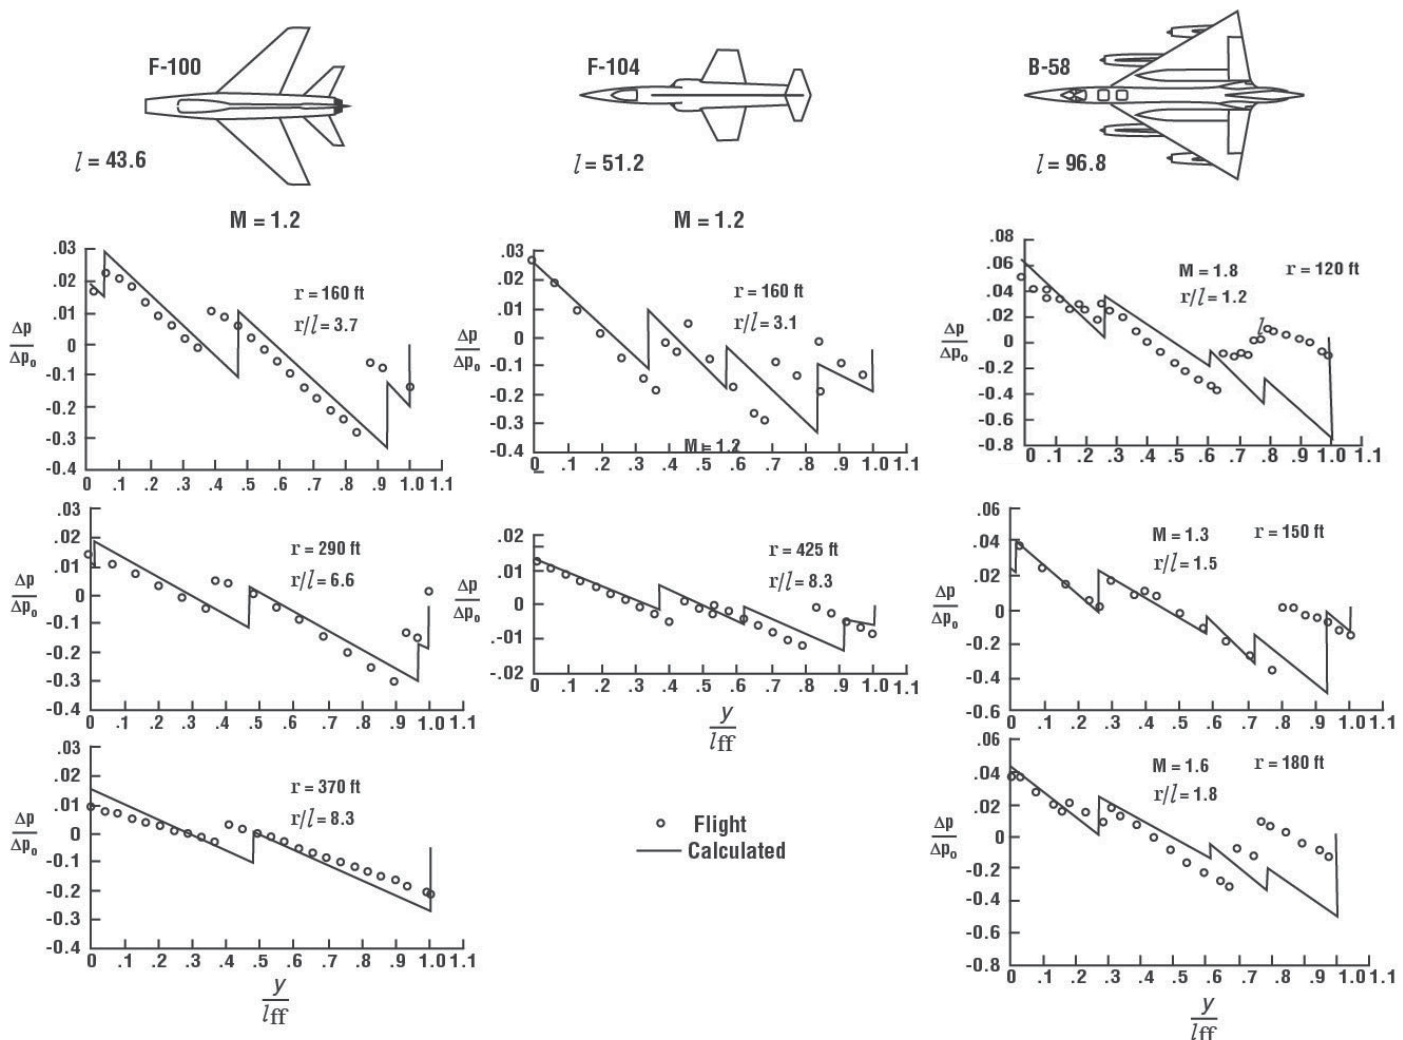 F-100
l = 43.6
M = 1.2
F-104
l = 51.2
M = 1.2
B-58
l = 96.8
.03
.02
.01
0
-0.1
-0.2
-0.3
-0.4
Δp
Δpo
r = 160 ft
r/l = 3.7
0 .1 .2 .3 .4 .5 .6 .7 .8 .9 1.0 1.1
.03
.02
.01
0
-0.1
-0.2
-0.3
-0.4
Δp
Δpo
r = 160 ft
r/l = 3.1
M = 1.2
0 .1 .2 .3 .4 .5 .6 .7 .8 .9 1.0 1.1
.08
.06
.04
.02
0
-0.4
-0.6
-0.8
Δp
Δpo
M = 1.8 r = 120 ft
r/l = 1.2
l
0 .1 .2 .3 .4 .5 .6 .7 .8 .9 1.0 1.1
.03
.02
.01
0
-0.1
-0.2
-0.3
-0.4
Δp
Δpo
r = 290 ft
r/l = 6.6
0 .1 .2 .3 .4 .5 .6 .7 .8 .9 1.0 1.1
.02
.01
0
-01
-.02
Δp
Δpo
r = 425 ft
r/l = 8.3
0 .1 .2 .3 .4 .5 .6 .7 .8 .9 1.0 1.1
y
lff
.06
.04
.02
0
-0.2
-0.4
-0.6
Δp
Δpo
M = 1.3 r = 150 ft
r/l = 1.5
0 .1 .2 .3 .4 .5 .6 .7 .8 .9 1.0 1.1
.03
.02
.01
0
-0.1
-0.2
-0.3
-0.4
Δp
Δpo
r = 370 ft
r/l = 8.3
0 .1 .2 .3 .4 .5 .6 .7 .8 .9 1.0 1.1
y
lff
Flight
Calculated
.06
.04
.02
0
-0.2
-0.4
-0.6
-0.8
Δp
Δpo
M = 1.6 r = 180 ft
r/l = 1.8
0 .1 .2 .3 .4 .5 .6 .7 .8 .9 1.0 1.1
y
lff